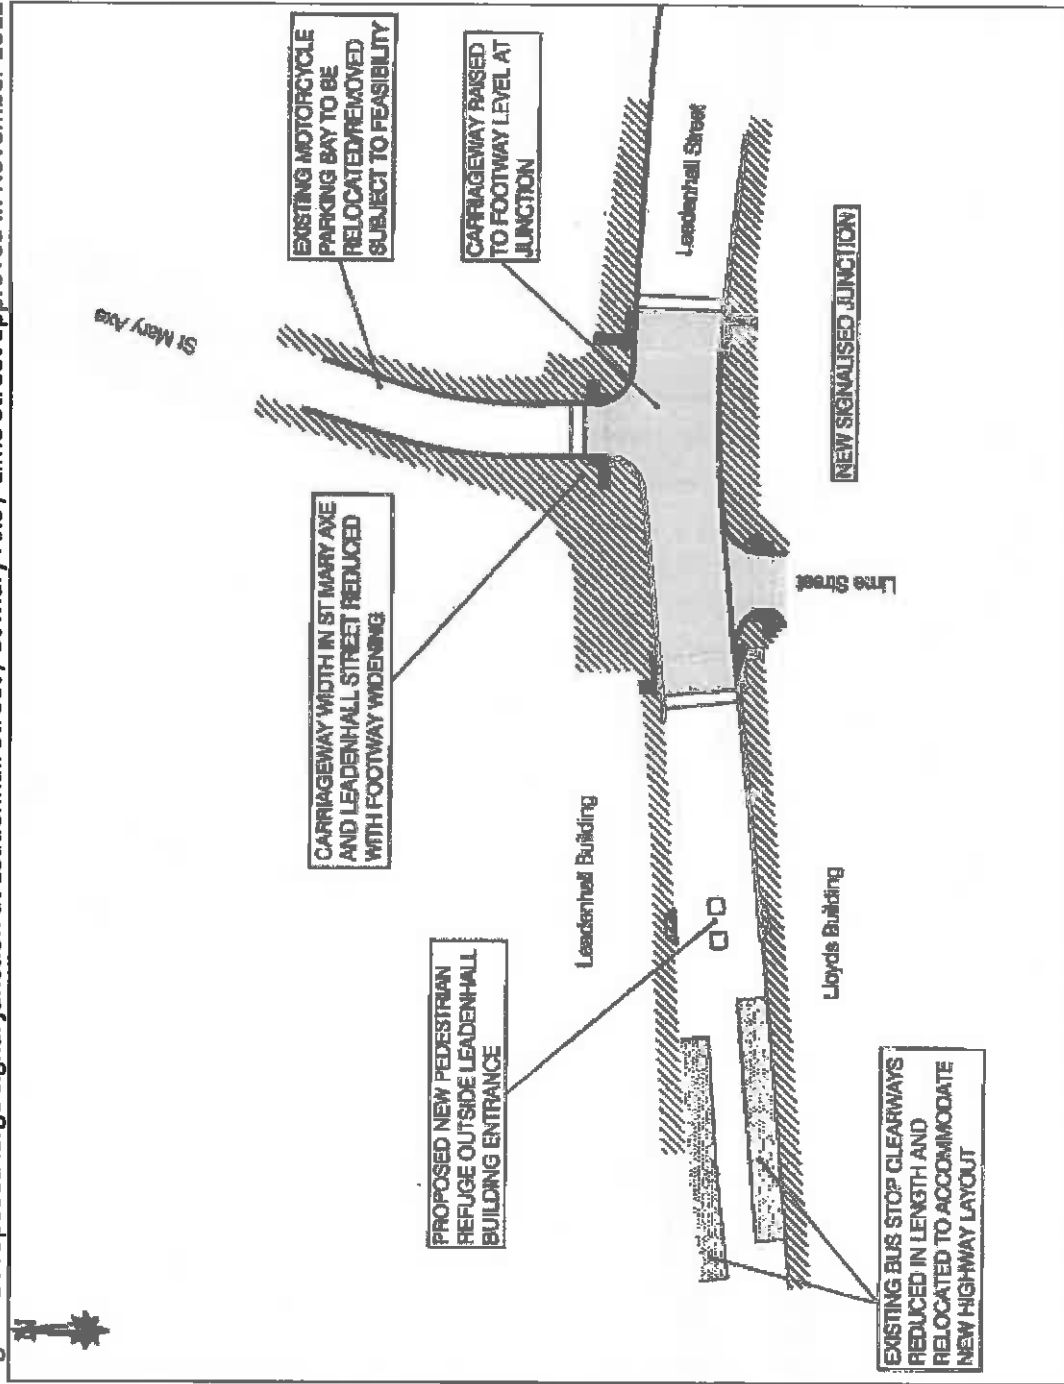 N
St Mary Axe
EXISTING MOTORCYCLE
PARKING BAY TO BE
RELOCATED/REMOVED
SUBJECT TO FEASIBILITY
CARRIAGEWAY RAISED
TO FOOTWAY LEVEL AT
JUNCTION
CARRIAGEWAY WIDTH IN ST MARY AXE
AND LEADENHALL STREET REDUCED
WITH FOOTWAY WIDENING
PROPOSED NEW PEDESTRIAN
REFUGE OUTSIDE LEADENHALL
BUILDING ENTRANCE
Leadenhall Building
Leadenhall Street
Lloyds Building
Lime Street
NEW SIGNALISED JUNCTION
EXISTING BUS STOP CLEARWAYS
REDUCED IN LENGTH AND
RELOCATED TO ACCOMMODATE
NEW HIGHWAY LAYOUT